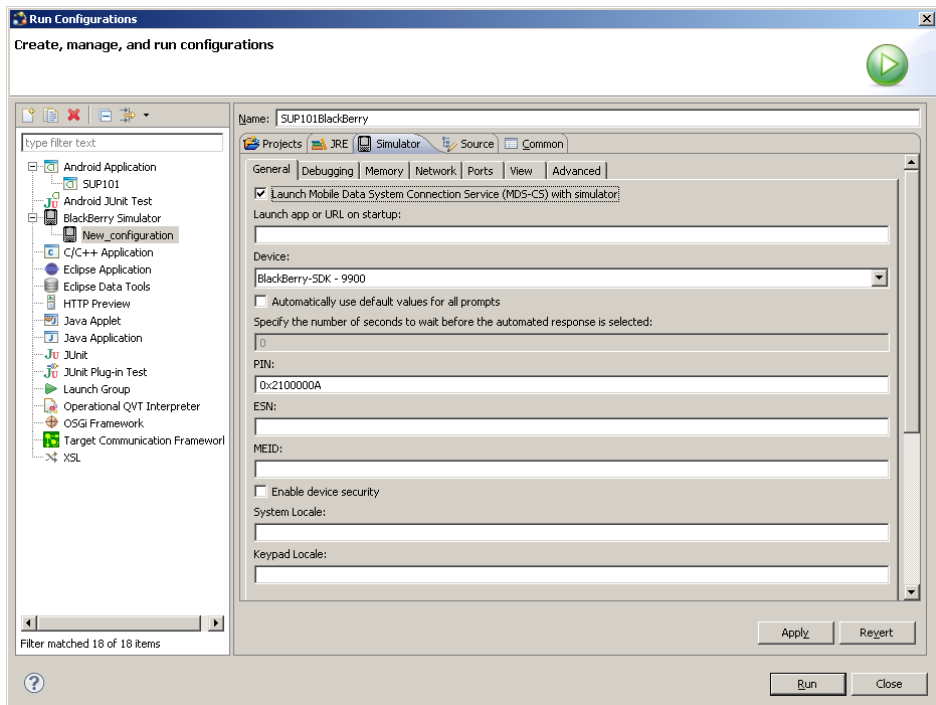 Run Configurations
Create, manage, and run configurations
Name: SUP101BlackBerry
type filter text
Android Application
SUP101
Android JUnit Test
BlackBerry Simulator
New_configuration
C/C++ Application
Eclipse Application
Eclipse Data Tools
HTTP Preview
Java Applet
Java Application
JUnit
JUnit Plug-in Test
Launch Group
Operational QVT Interpreter
OSGi Framework
Target Communication Framework
XSL
Filter matched 18 of 18 items
Projects JRE Simulator Source Common
General Debugging Memory Network Ports View Advanced
Launch Mobile Data System Connection Service (MDS-CS) with simulator
Launch app or URL on startup:
Device:
BlackBerry-SDK - 9900
Automatically use default values for all prompts
Specify the number of seconds to wait before the automated response is selected:
0
PIN:
0x2100000A
ESN:
MEID:
Enable device security
System Locale:
Keypad Locale:
Apply Revert
Run Close